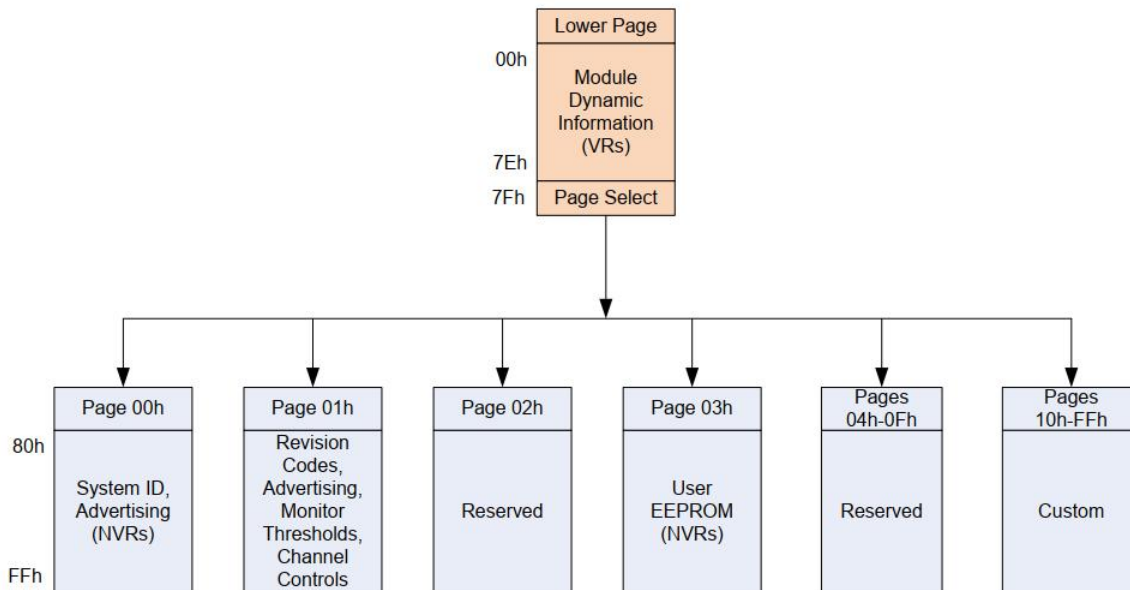 Lower Page
00h
Module
Dynamic
Information
(VRs)
7Eh
7Fh
Page Select
Page 00h
Page 01h
Page 02h
Page 03h
Pages
04h-0Fh
Pages
10h-FFh
80h
System ID,
Advertising
(NVRs)
FFh
Revision
Codes,
Advertising,
Monitor
Thresholds,
Channel
Controls
Reserved
User
EEPROM
(NVRs)
Reserved
Custom